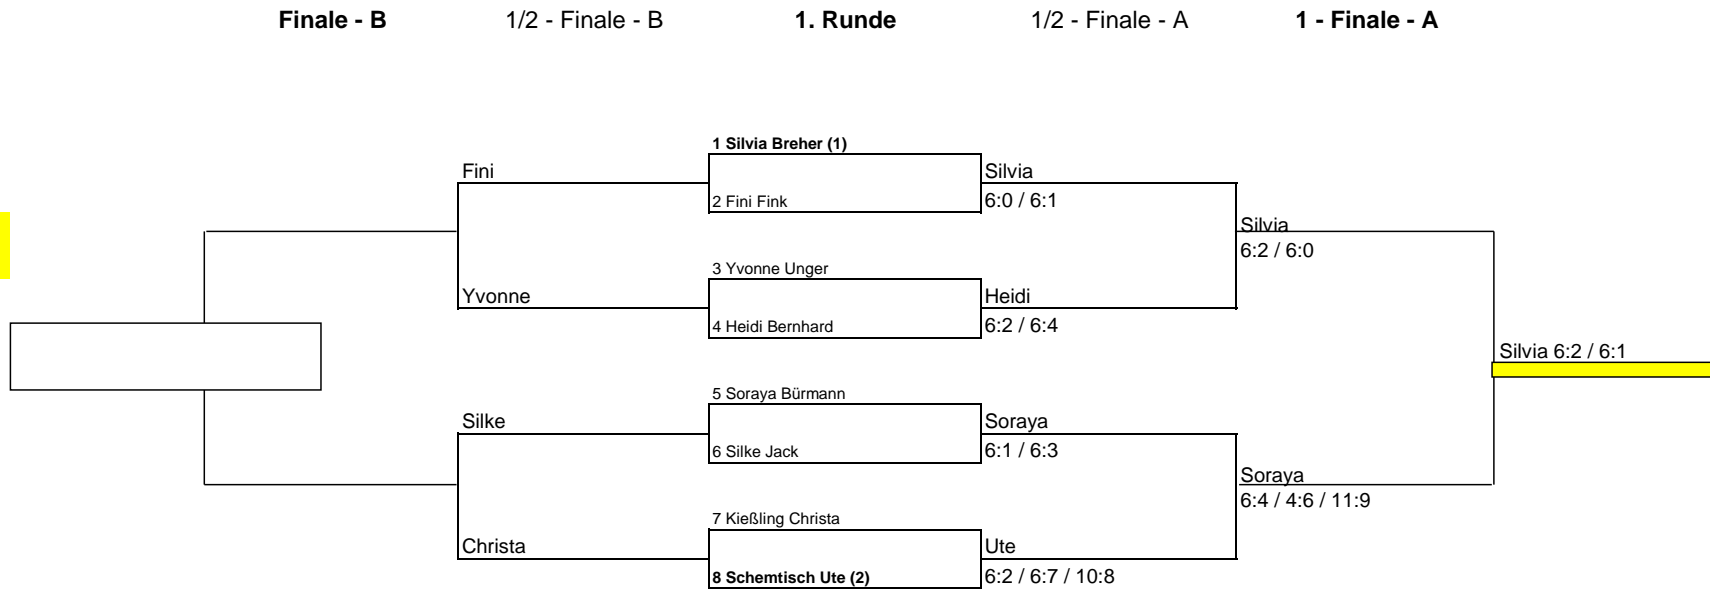 Finale - B 1/2 - Finale - B 1. Runde 1/2 - Finale - A 1 - Finale - A
1 Silvia Breher (1)
Fini Silvia
2 Fini Fink 6:0 / 6:1
Silvia
6:2 / 6:0
3 Yvonne Unger
Yvonne Heidi
4 Heidi Bernhard 6:2 / 6:4
Silvia 6:2 / 6:1
5 Soraya Bürmann
Silke Soraya
6 Silke Jack 6:1 / 6:3
Soraya
6:4 / 4:6 / 11:9
7 Kießling Christa
Christa Ute
8 Schemtisch Ute (2) 6:2 / 6:7 / 10:8